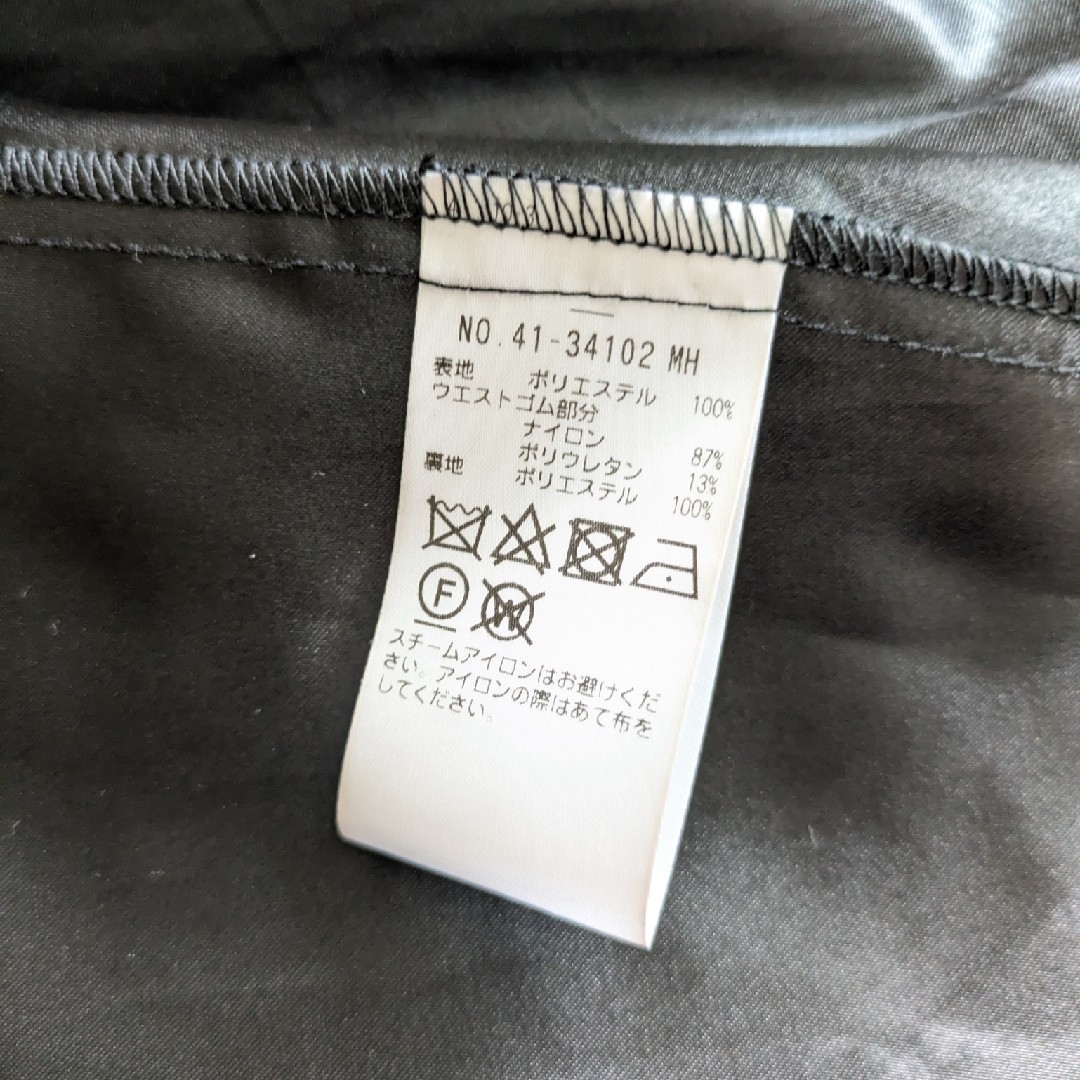 NO. 41-34102 MH
表地 ポリエステル 100%
ウエストゴム部分
ナイロン 87%
ポリウレタン 13%
裏地 ポリエステル 100%
F W
スチームアイロンはお避けくだ
さい。アイロンの際はあて布を
してください。